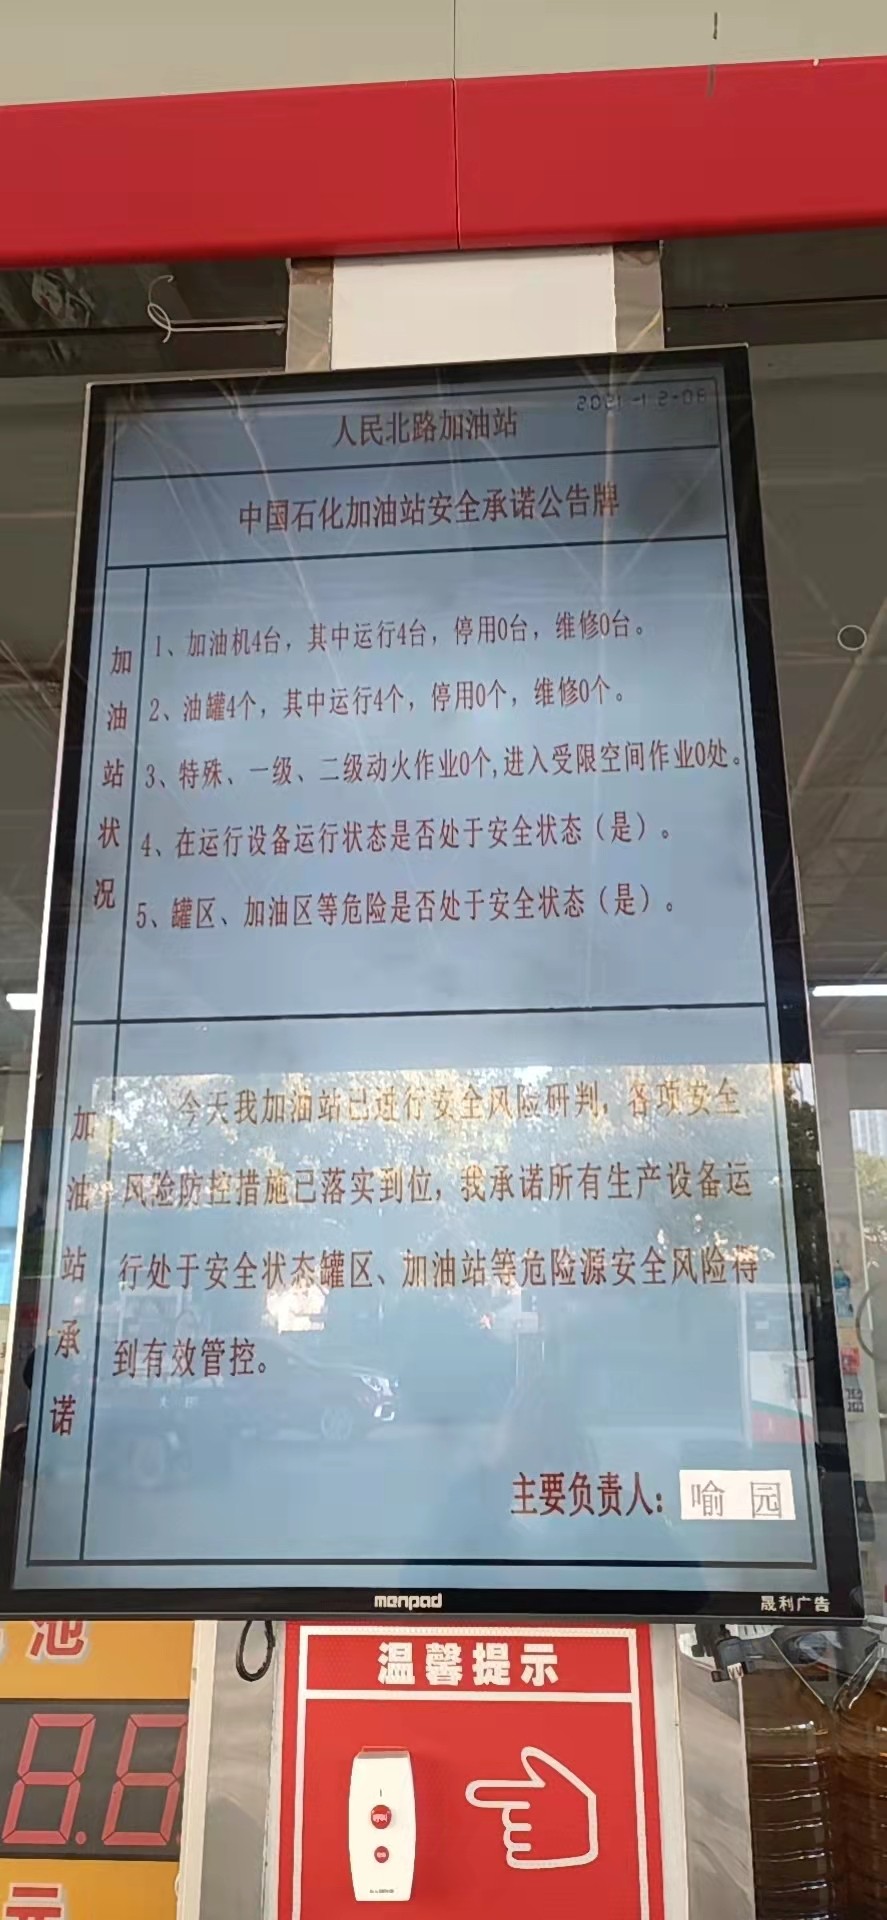 2021-12-08
人民北路加油站
中国石化加油站安全承诺公告牌
加油站状况
1、加油机4台，其中运行4台，停用0台，维修0台。
2、油罐4个，其中运行4个，停用0个，维修0个。
3、特殊、一级、二级动火作业0个,进入受限空间作业0处。
4、在运行设备运行状态是否处于安全状态（是）。
5、罐区、加油区等危险是否处于安全状态（是）。
加油站承诺
今天我加油站已进行安全风险研判，各项安全
风险防控措施已落实到位，我承诺所有生产设备运
行处于安全状态罐区、加油站等危险源安全风险得
到有效管控。
主要负责人：喻 园
menpad
晟利广告
池
8.8.
元
温馨提示